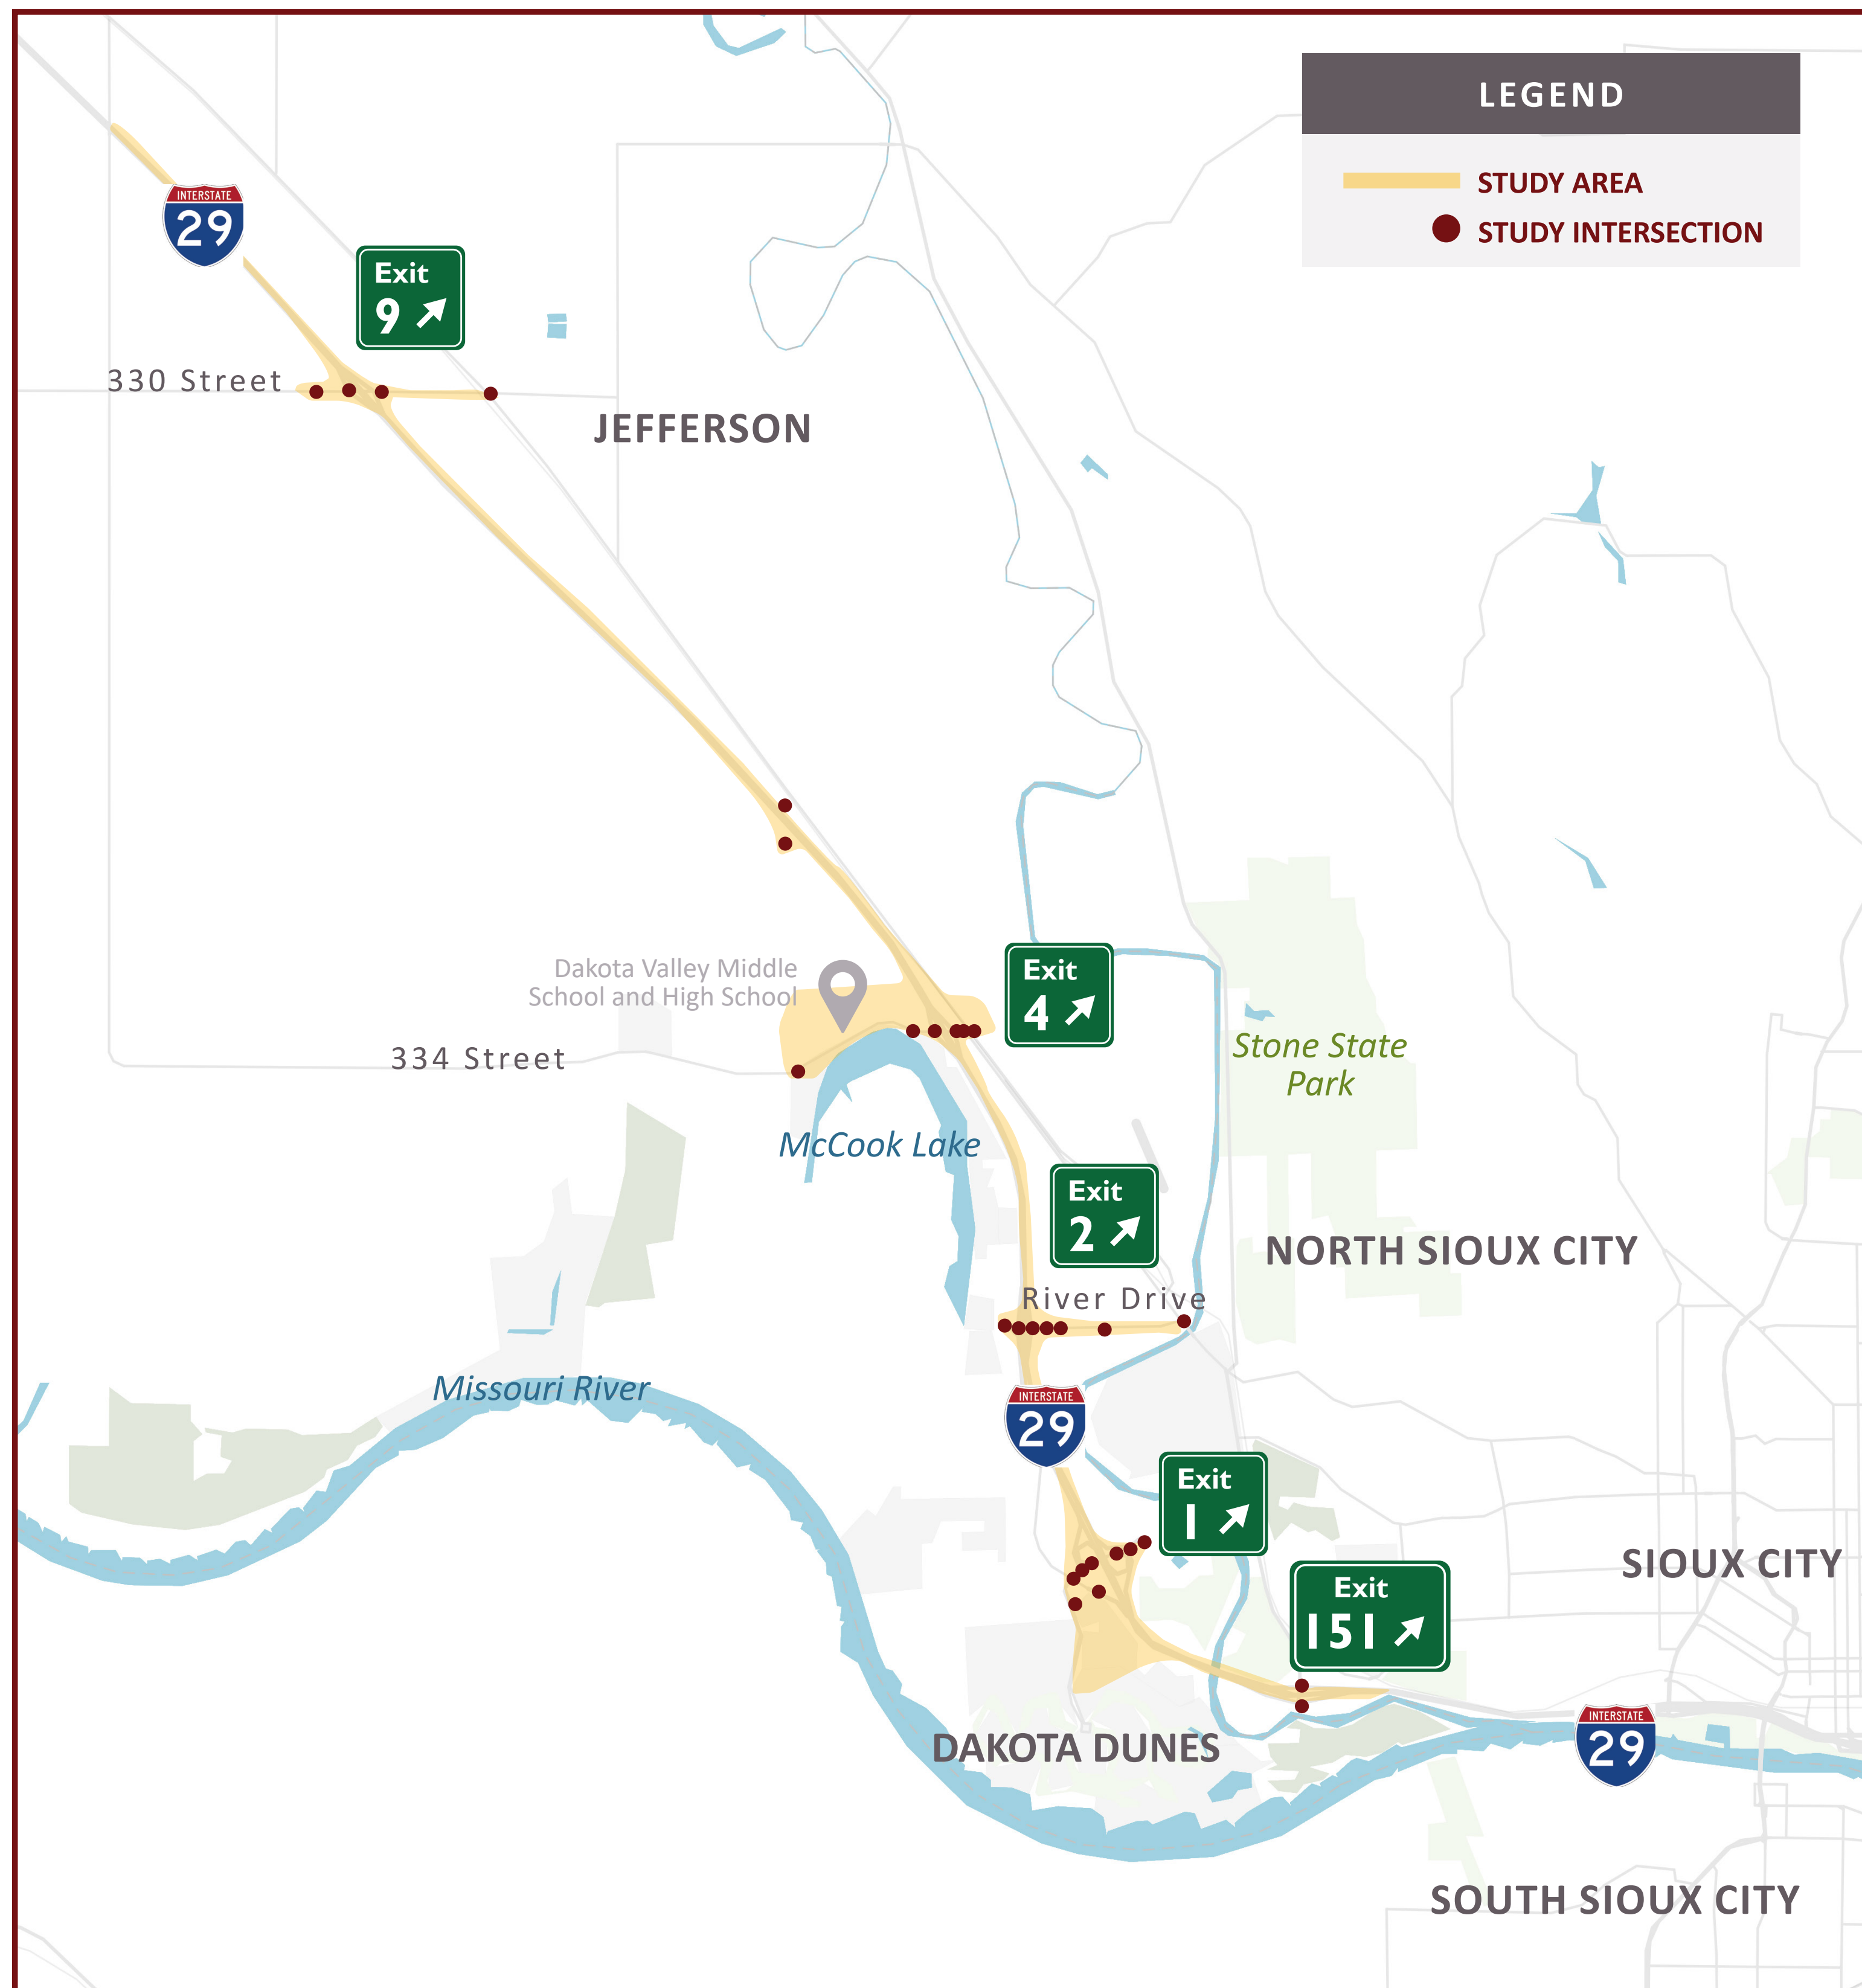 LEGEND
STUDY AREA
STUDY INTERSECTION
INTERSTATE
29
Exit
9
330 Street
JEFFERSON
Dakota Valley Middle
School and High School
Exit
4
334 Street
Stone State
Park
McCook Lake
Exit
2
NORTH SIOUX CITY
River Drive
Missouri River
INTERSTATE
29
Exit
1
SIOUX CITY
Exit
151
DAKOTA DUNES
INTERSTATE
29
SOUTH SIOUX CITY